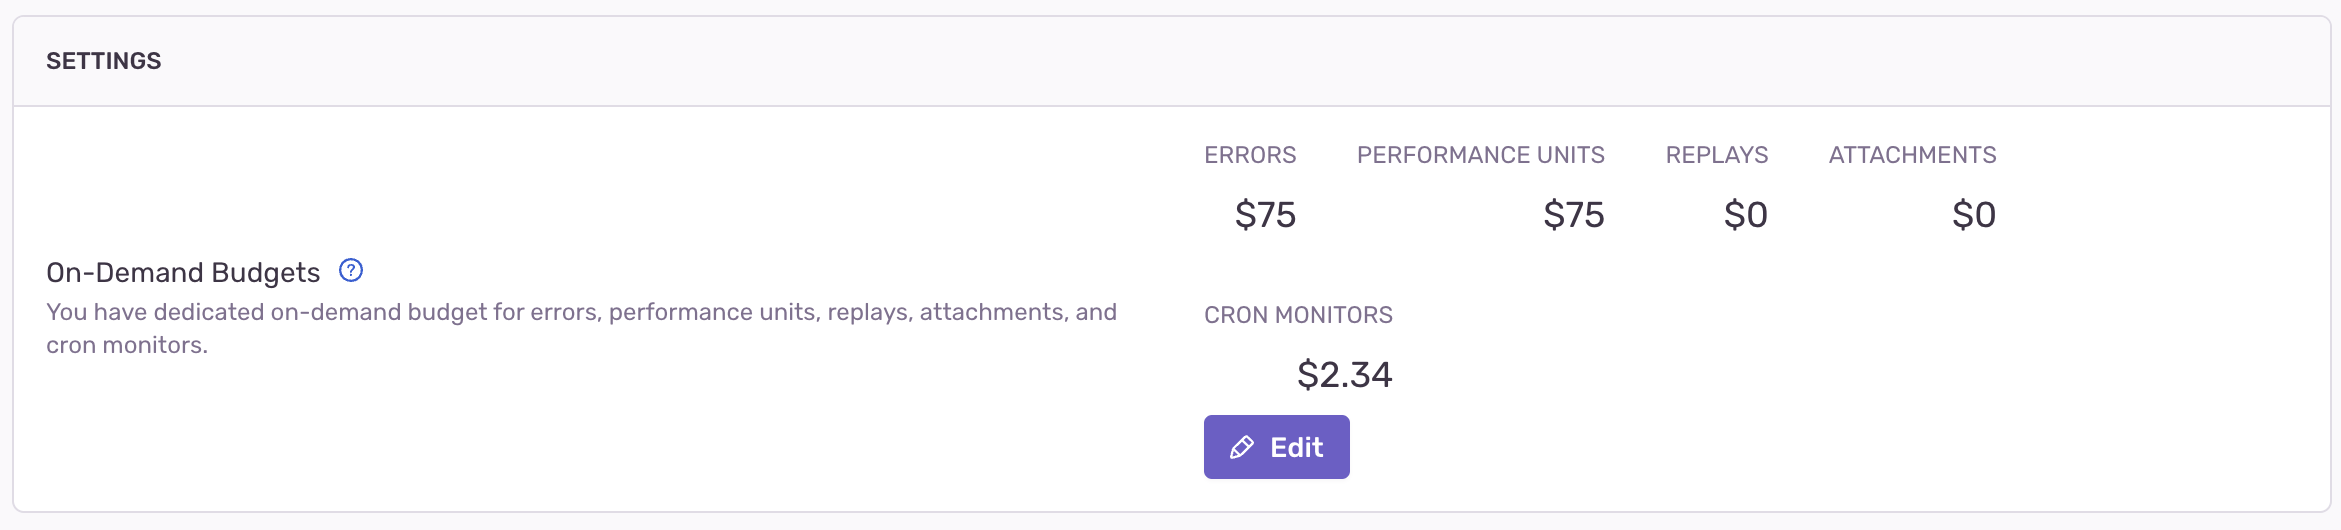 SETTINGS
On-Demand Budgets ?
You have dedicated on-demand budget for errors, performance units, replays, attachments, and
cron monitors.
ERRORS PERFORMANCE UNITS REPLAYS ATTACHMENTS
$75 $75 $0 $0
CRON MONITORS
$2.34
Edit